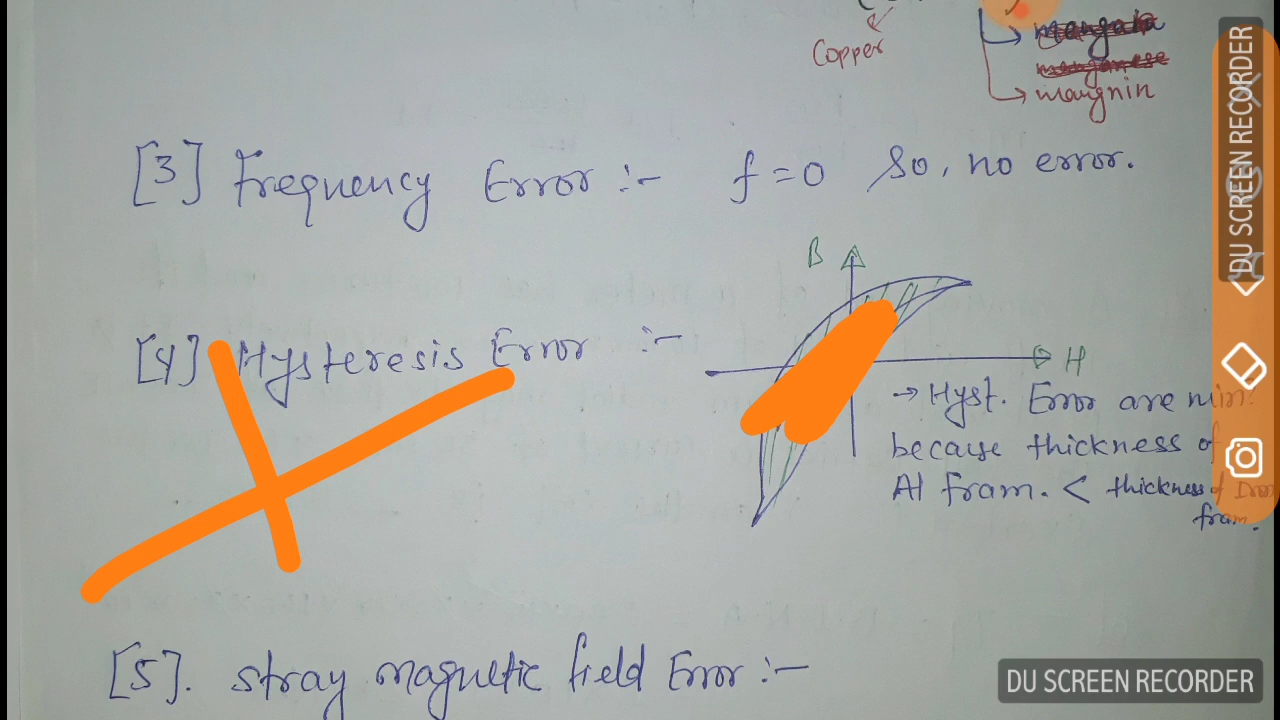 Copper
mangnin
[3] Frequency Error :- f = 0 So, no error.
B
[4] Hysteresis Error :-
H
→ Hyst. Error are min.
because thickness of
Al fram. < thickness of Iron
fram.
[5]. Stray magnetic field Error :-
DU SCREEN RECORDER
DU SCREEN RECORDER